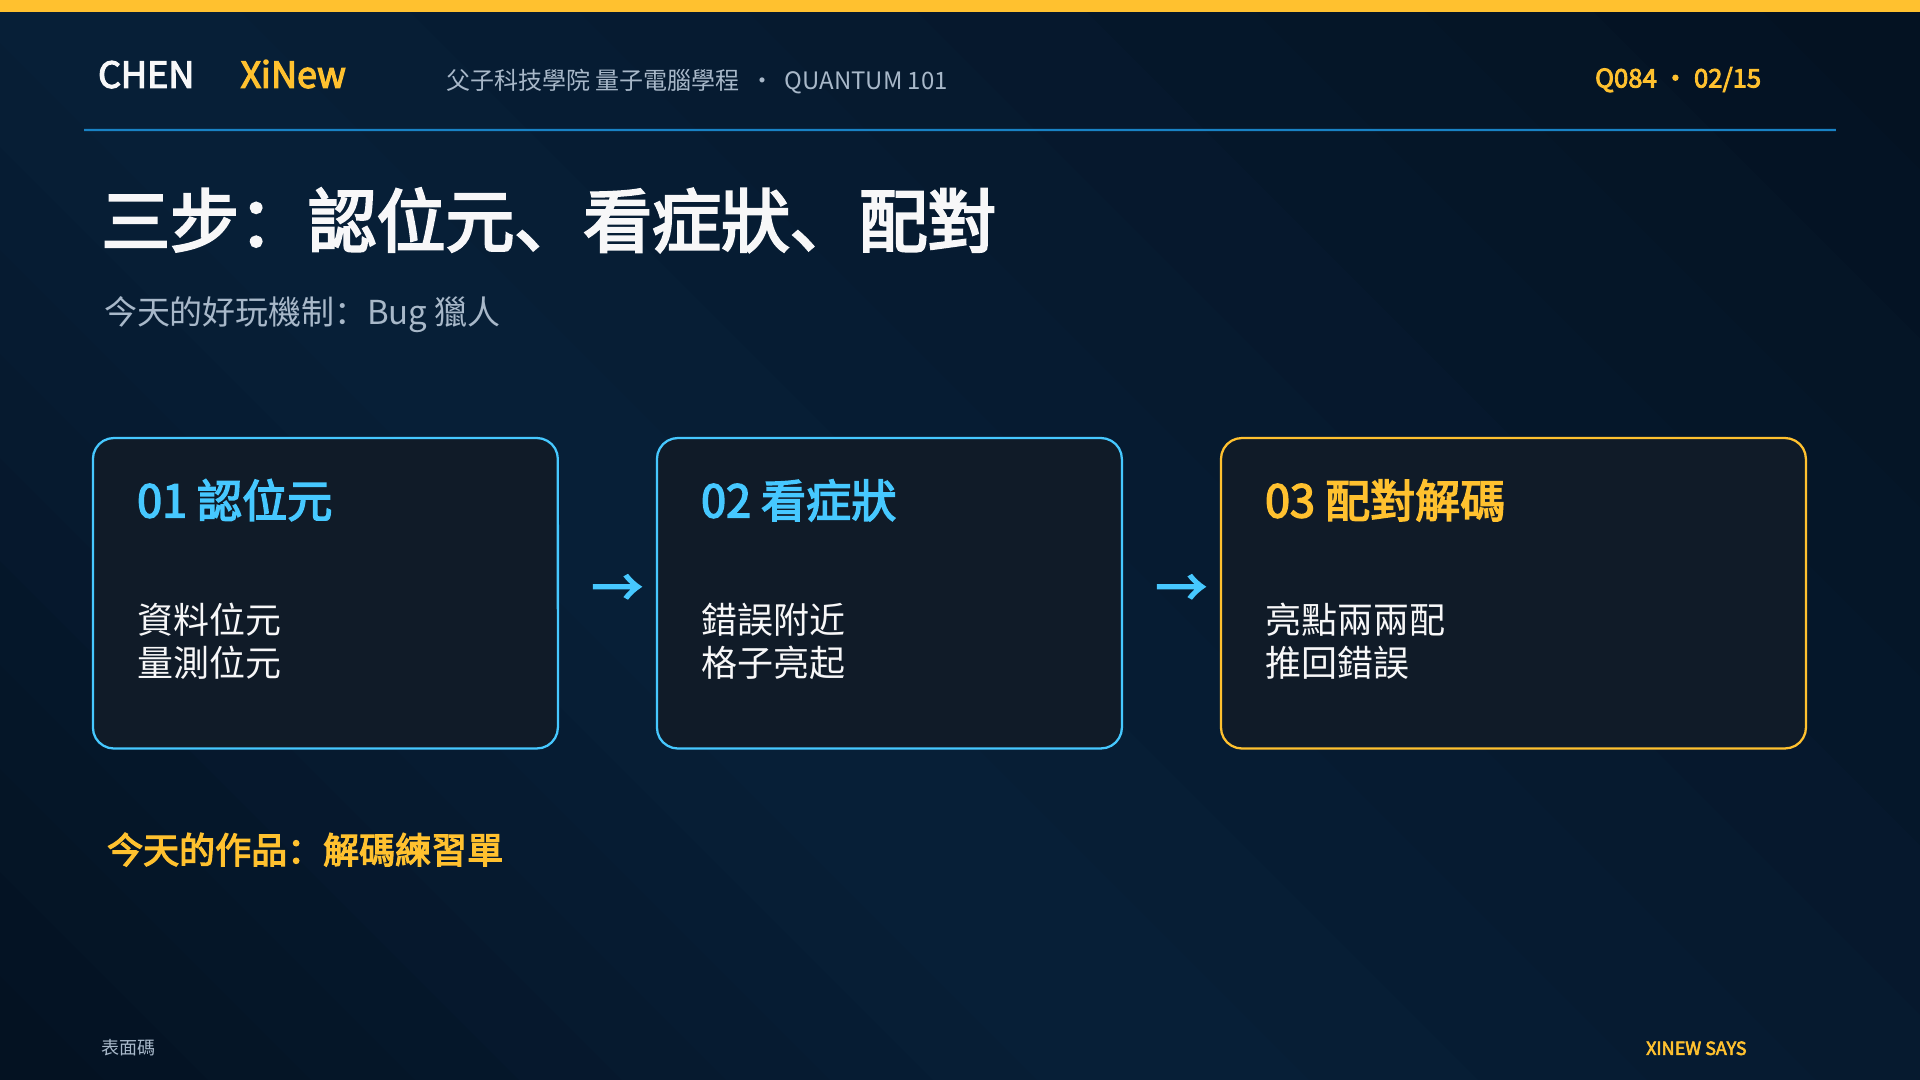 CHEN XiNew 父子科技學院 量子電腦學程 · QUANTUM 101 Q084 · 02/15
三步：認位元、看症狀、配對
今天的好玩機制：Bug 獵人
01 認位元
資料位元
量測位元
→
02 看症狀
錯誤附近
格子亮起
→
03 配對解碼
亮點兩兩配
推回錯誤
今天的作品：解碼練習單
表面碼
XINEW SAYS